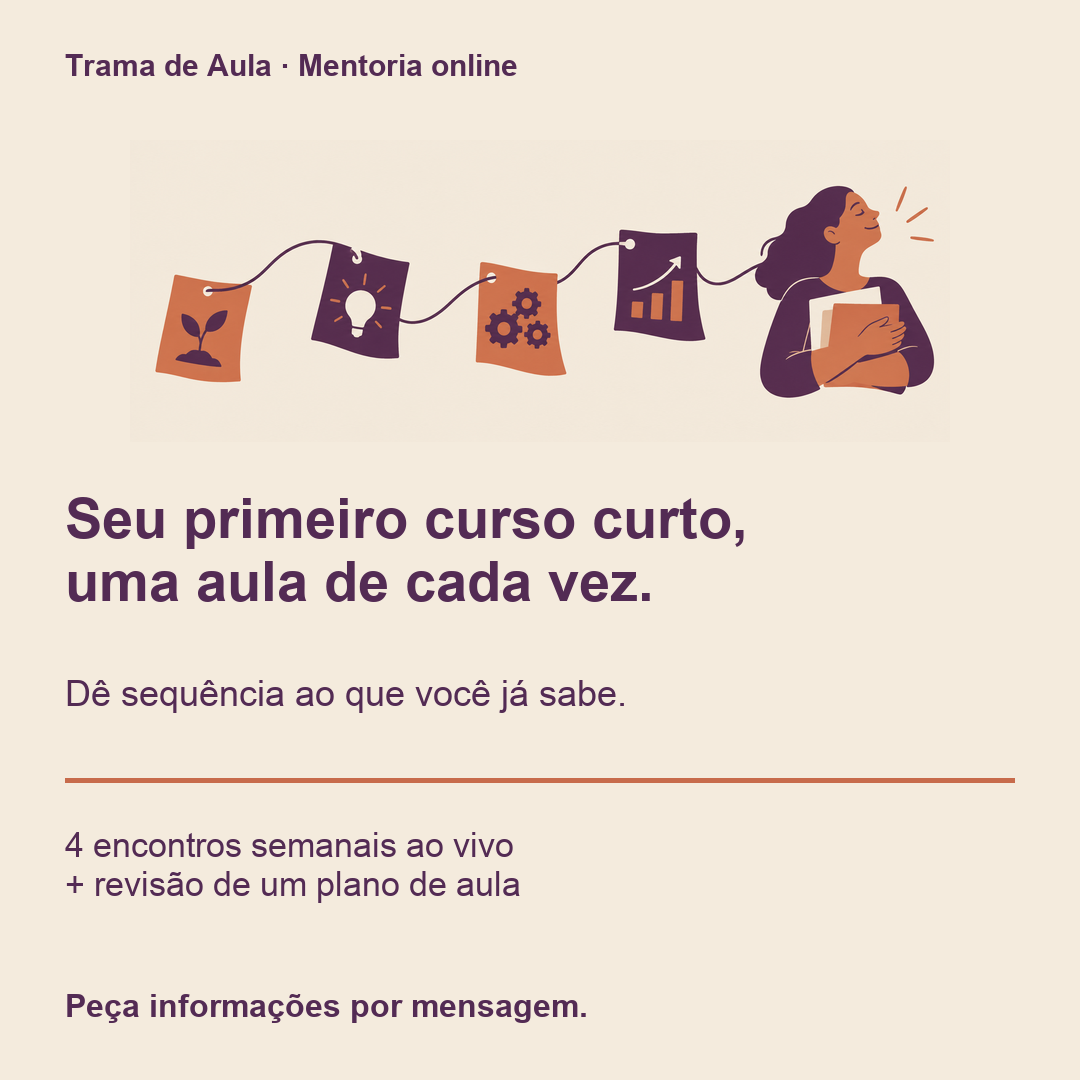 Trama de Aula · Mentoria online
Seu primeiro curso curto,
uma aula de cada vez.
Dê sequência ao que você já sabe.
4 encontros semanais ao vivo
+ revisão de um plano de aula
Peça informações por mensagem.